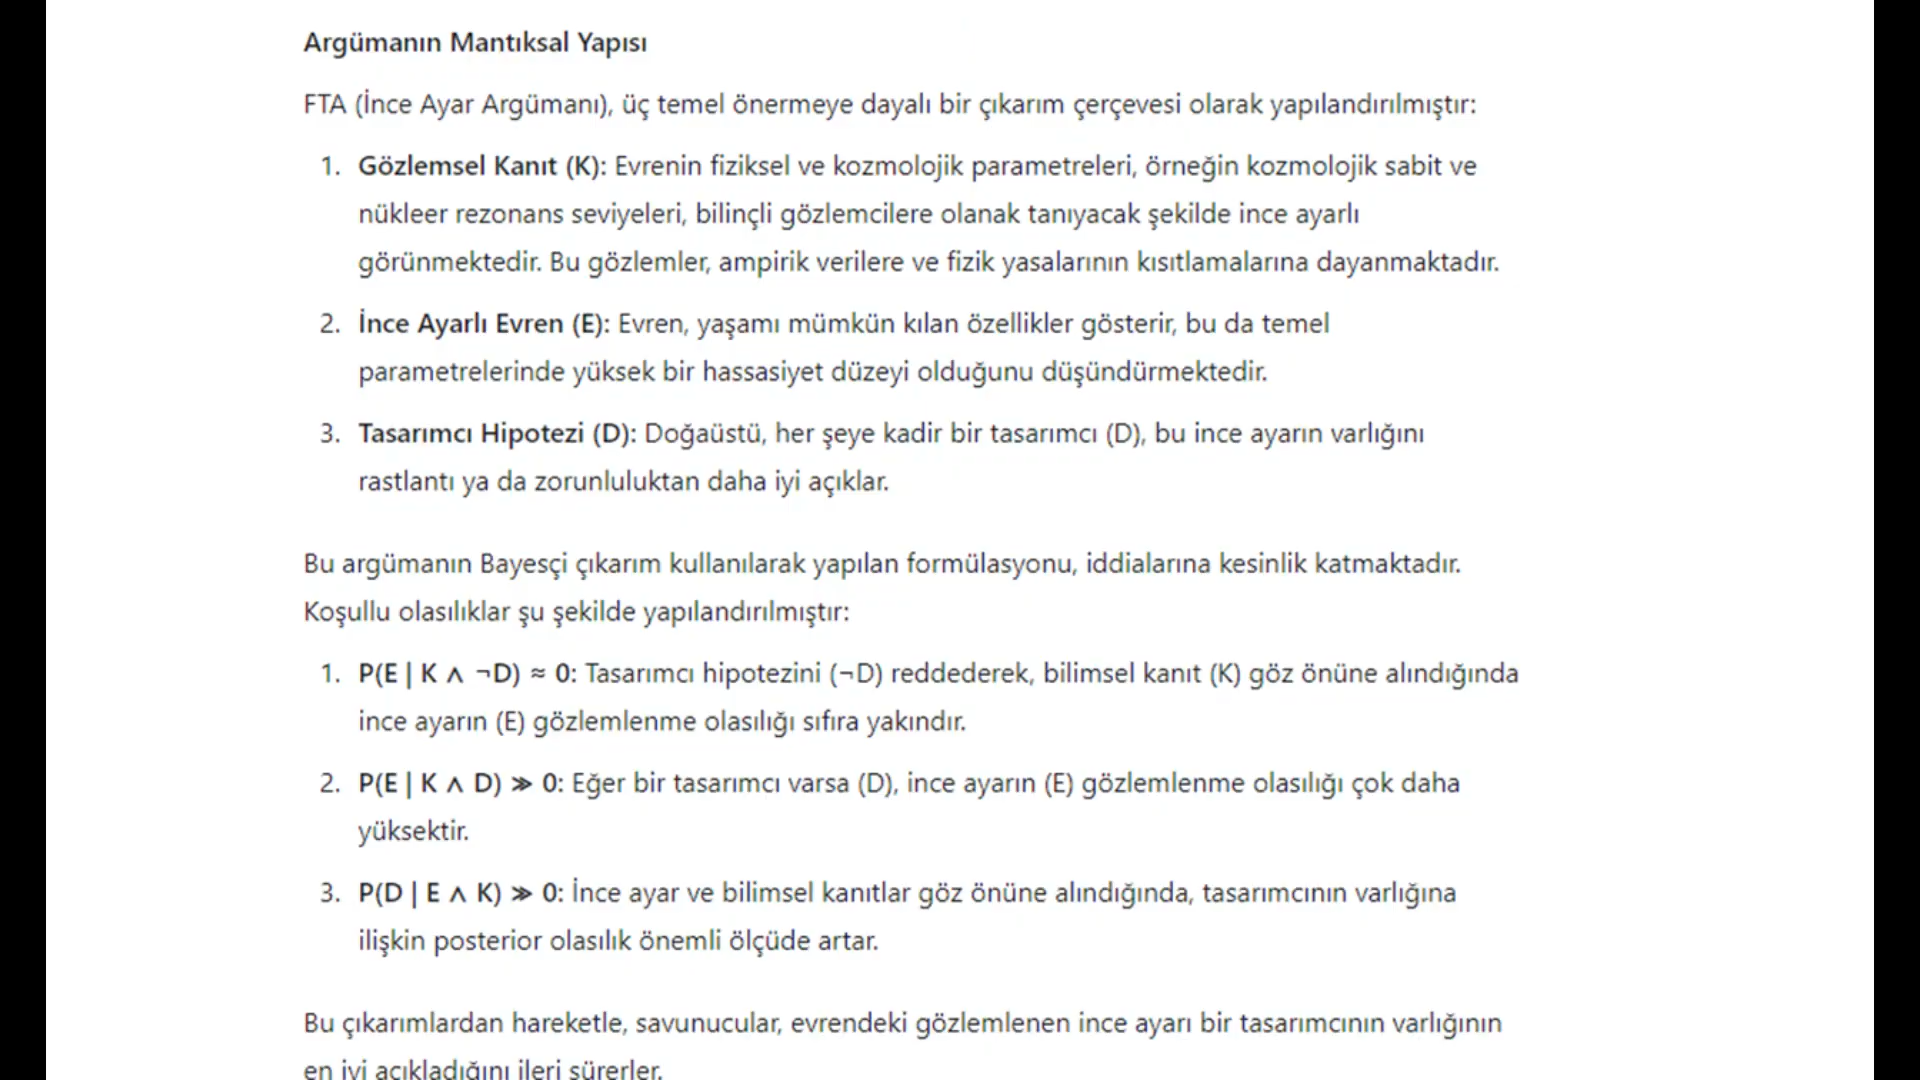 Argümanın Mantıksal Yapısı
FTA (İnce Ayar Argümanı), üç temel önermeye dayalı bir çıkarım çerçevesi olarak yapılandırılmıştır:
1. Gözlemsel Kanıt (K): Evrenin fiziksel ve kozmolojik parametreleri, örneğin kozmolojik sabit ve
nükleer rezonans seviyeleri, bilinçli gözlemcilere olanak tanıyacak şekilde ince ayarlı
görünmektedir. Bu gözlemler, ampirik verilere ve fizik yasalarının kısıtlamalarına dayanmaktadır.
2. İnce Ayarlı Evren (E): Evren, yaşamı mümkün kılan özellikler gösterir, bu da temel
parametrelerinde yüksek bir hassasiyet düzeyi olduğunu düşündürmektedir.
3. Tasarımcı Hipotezi (D): Doğaüstü, her şeye kadir bir tasarımcı (D), bu ince ayarın varlığını
rastlantı ya da zorunluluktan daha iyi açıklar.
Bu argümanın Bayesçi çıkarım kullanılarak yapılan formülasyonu, iddialarına kesinlik katmaktadır.
Koşullu olasılıklar şu şekilde yapılandırılmıştır:
1. P(E | K ∧ ¬D) ≈ 0: Tasarımcı hipotezini (¬D) reddederek, bilimsel kanıt (K) göz önüne alındığında
ince ayarın (E) gözlemlenme olasılığı sıfıra yakındır.
2. P(E | K ∧ D) ≫ 0: Eğer bir tasarımcı varsa (D), ince ayarın (E) gözlemlenme olasılığı çok daha
yüksektir.
3. P(D | E ∧ K) ≫ 0: İnce ayar ve bilimsel kanıtlar göz önüne alındığında, tasarımcının varlığına
ilişkin posterior olasılık önemli ölçüde artar.
Bu çıkarımlardan hareketle, savunucular, evrendeki gözlemlenen ince ayarı bir tasarımcının varlığının
en iyi açıkladığını ileri sürerler.